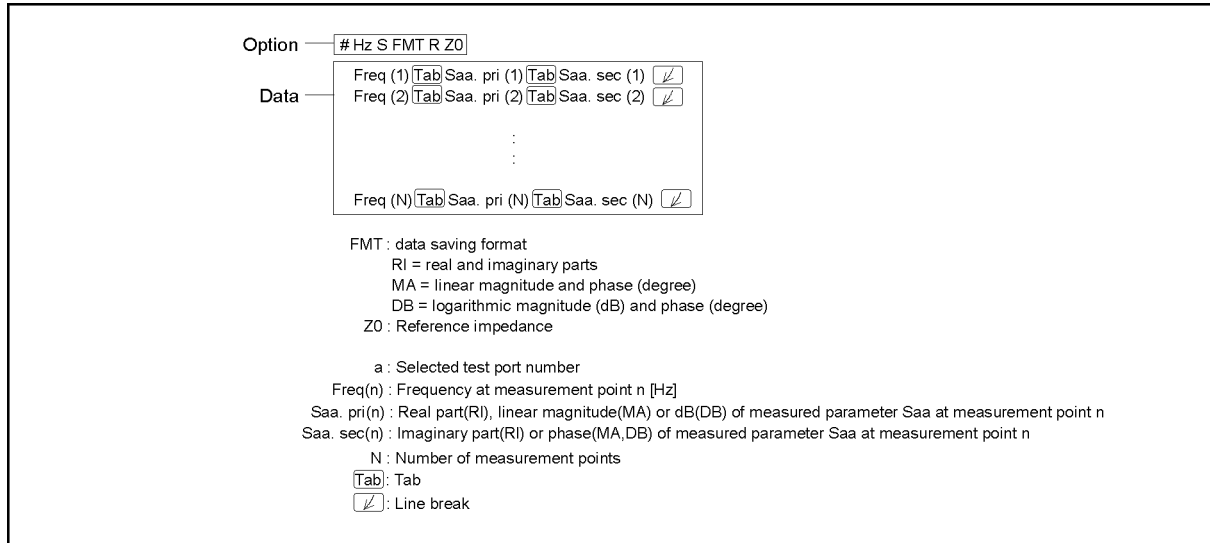 Option # Hz S FMT R Z0
Freq (1) Tab Saa. pri (1) Tab Saa. sec (1)
Data Freq (2) Tab Saa. pri (2) Tab Saa. sec (2)
:
:
Freq (N) Tab Saa. pri (N) Tab Saa. sec (N)
FMT : data saving format
RI = real and imaginary parts
MA = linear magnitude and phase (degree)
DB = logarithmic magnitude (dB) and phase (degree)
Z0 : Reference impedance
a : Selected test port number
Freq(n) : Frequency at measurement point n [Hz]
Saa. pri(n) : Real part(RI), linear magnitude(MA) or dB(DB) of measured parameter Saa at measurement point n
Saa. sec(n) : Imaginary part(RI) or phase(MA,DB) of measured parameter Saa at measurement point n
N : Number of measurement points
Tab : Tab
: Line break